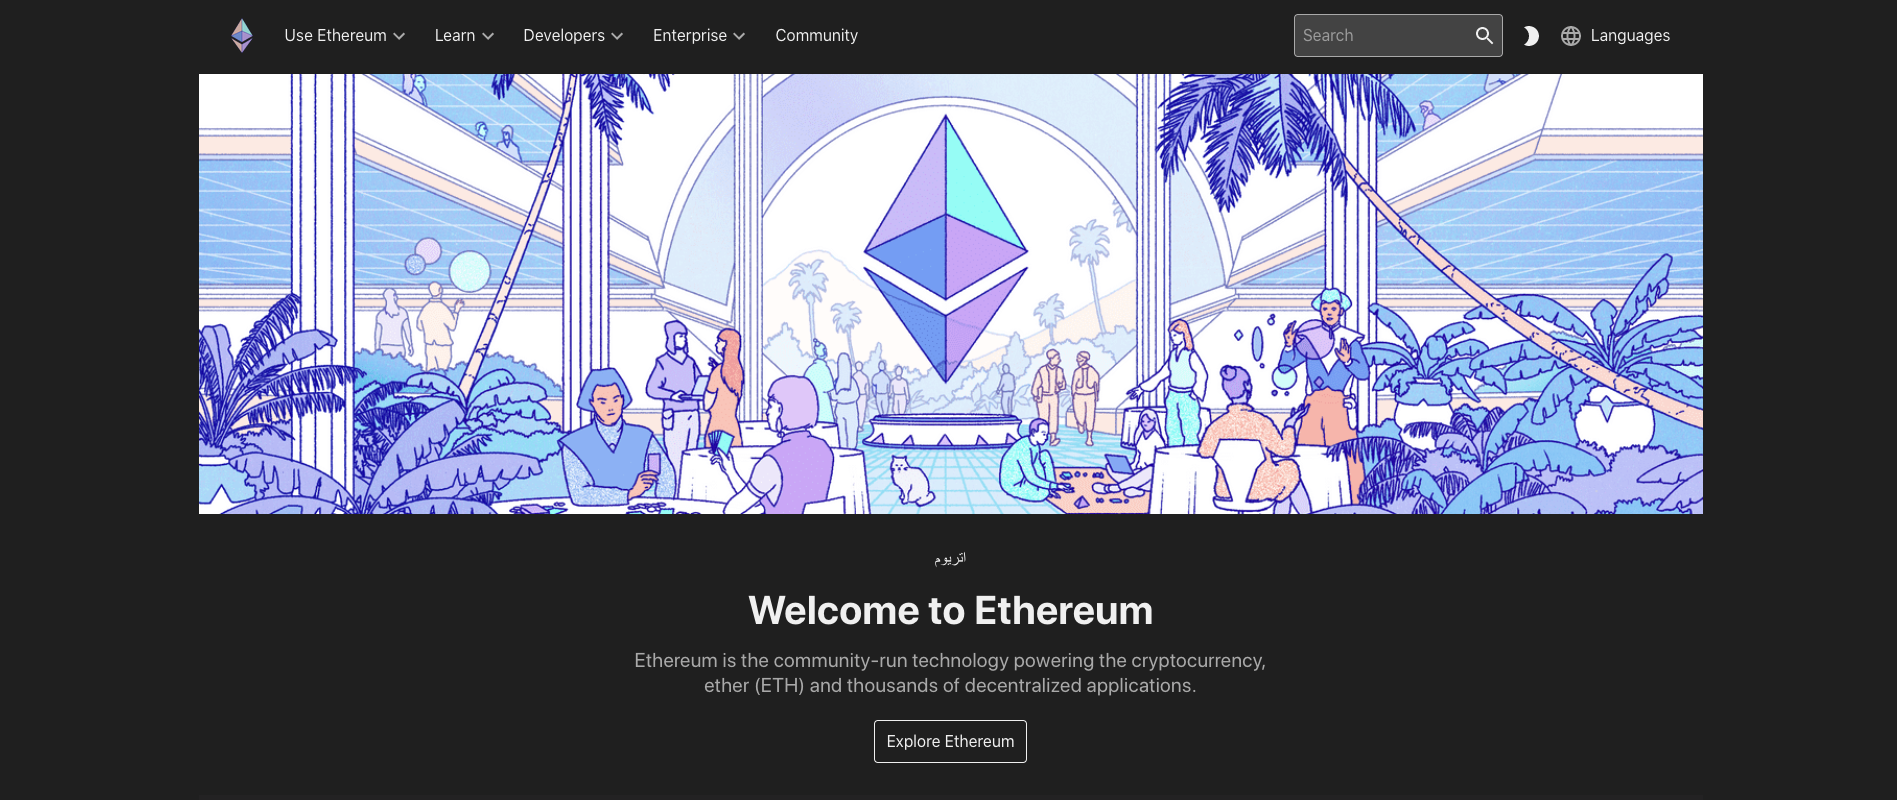 Use Ethereum
Learn
Developers
Enterprise
Community
Search
Languages
اتریوم
Welcome to Ethereum
Ethereum is the community-run technology powering the cryptocurrency,
ether (ETH) and thousands of decentralized applications.
Explore Ethereum